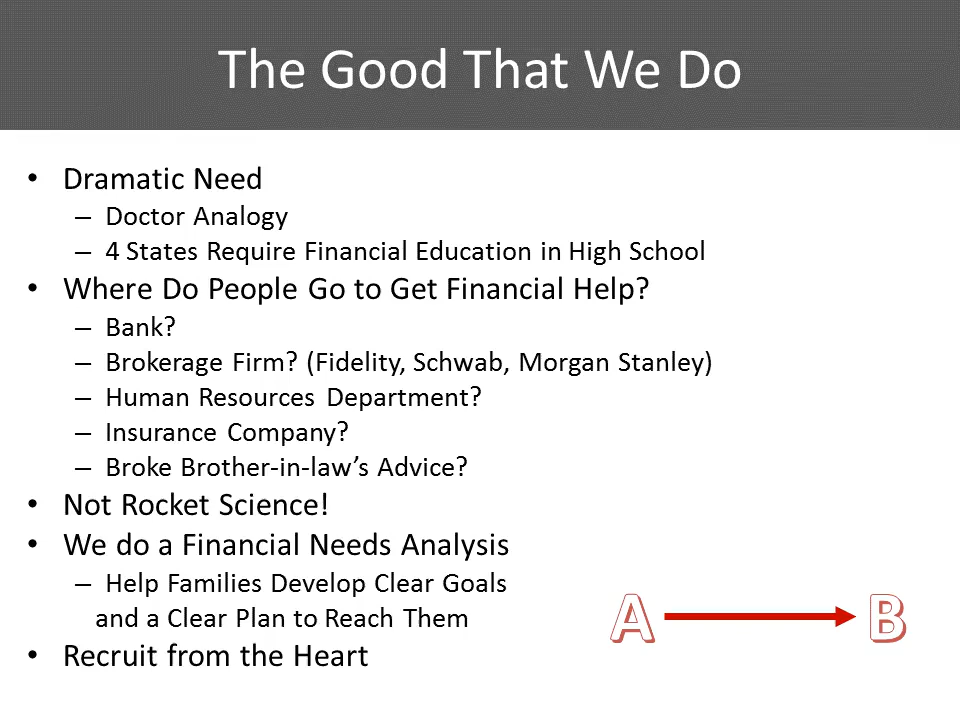 The Good That We Do
• Dramatic Need
– Doctor Analogy
– 4 States Require Financial Education in High School
• Where Do People Go to Get Financial Help?
– Bank?
– Brokerage Firm? (Fidelity, Schwab, Morgan Stanley)
– Human Resources Department?
– Insurance Company?
– Broke Brother-in-law’s Advice?
• Not Rocket Science!
• We do a Financial Needs Analysis
– Help Families Develop Clear Goals
and a Clear Plan to Reach Them
A B
• Recruit from the Heart